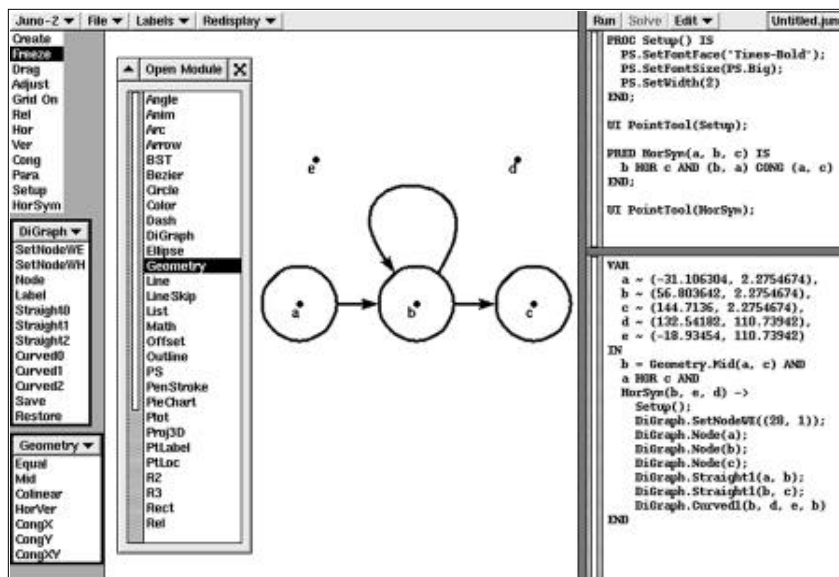 Juno-2 File Labels Redisplay
Create
Freeze
Drag
Adjust
Grid On
Rel
Hor
Ver
Cong
Para
Setup
HorSym
DiGraph
SetNodeWE
SetNodeWH
Node
Label
Straight0
Straight1
Straight2
Curved0
Curved1
Curved2
Save
Restore
Geometry
Equal
Mid
Colinear
HorVer
CongX
CongY
CongXY
Open Module
Angle
Anim
Arc
Arrow
BST
Bezier
Circle
Color
Dash
DiGraph
Ellipse
Geometry
Line
LineSkip
List
Math
Offset
Outline
PS
PenStroke
PieChart
Plot
Proj3D
PtLabel
PtLoc
R2
R3
Rect
Rel
e d
a b c
Run Solve Edit Untitled.jun
PROC Setup() IS
PS.SetFontFace("Times-Bold");
PS.SetFontSize(PS.Big);
PS.SetWidth(2)
END;
UI PointTool(Setup);
PRED HorSym(a, b, c) IS
b HOR c AND (b, a) CONG (a, c)
END;
UI PointTool(HorSym);
VAR
a ~ (-31.106304, 2.2754674),
b ~ (56.803642, 2.2754674),
c ~ (144.7136, 2.2754674),
d ~ (132.54182, 110.73942),
e ~ (-18.93454, 110.73942)
IN
b = Geometry.Mid(a, c) AND
a HOR c AND
HorSym(b, e, d) ->
Setup();
DiGraph.SetNodeWE((28, 1));
DiGraph.Node(a);
DiGraph.Node(b);
DiGraph.Node(c);
DiGraph.Straight1(a, b);
DiGraph.Straight1(b, c);
DiGraph.Curved1(b, d, e, b)
END